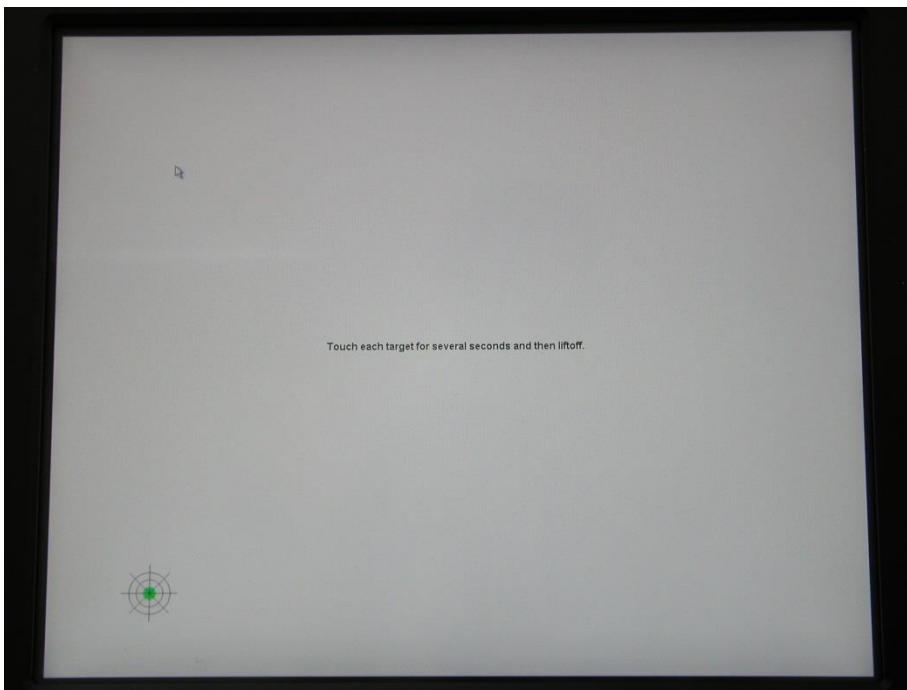 Touch each target for several seconds and then liftoff.